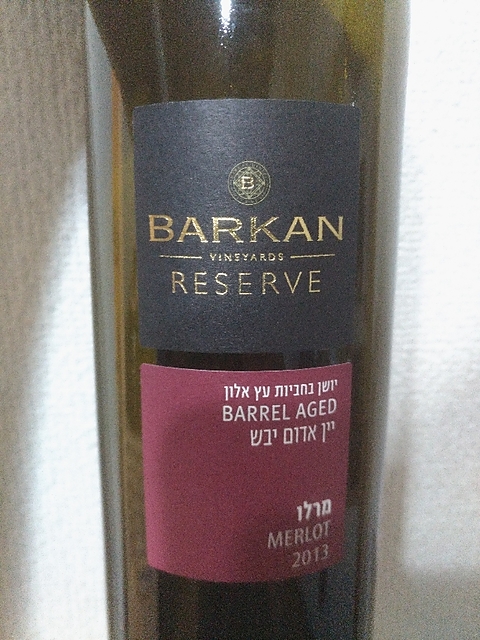 B
BARKAN
VINEYARDS
RESERVE
יושן בחביות עץ אלון
BARREL AGED
יין אדום יבש
מרלו
MERLOT
2013